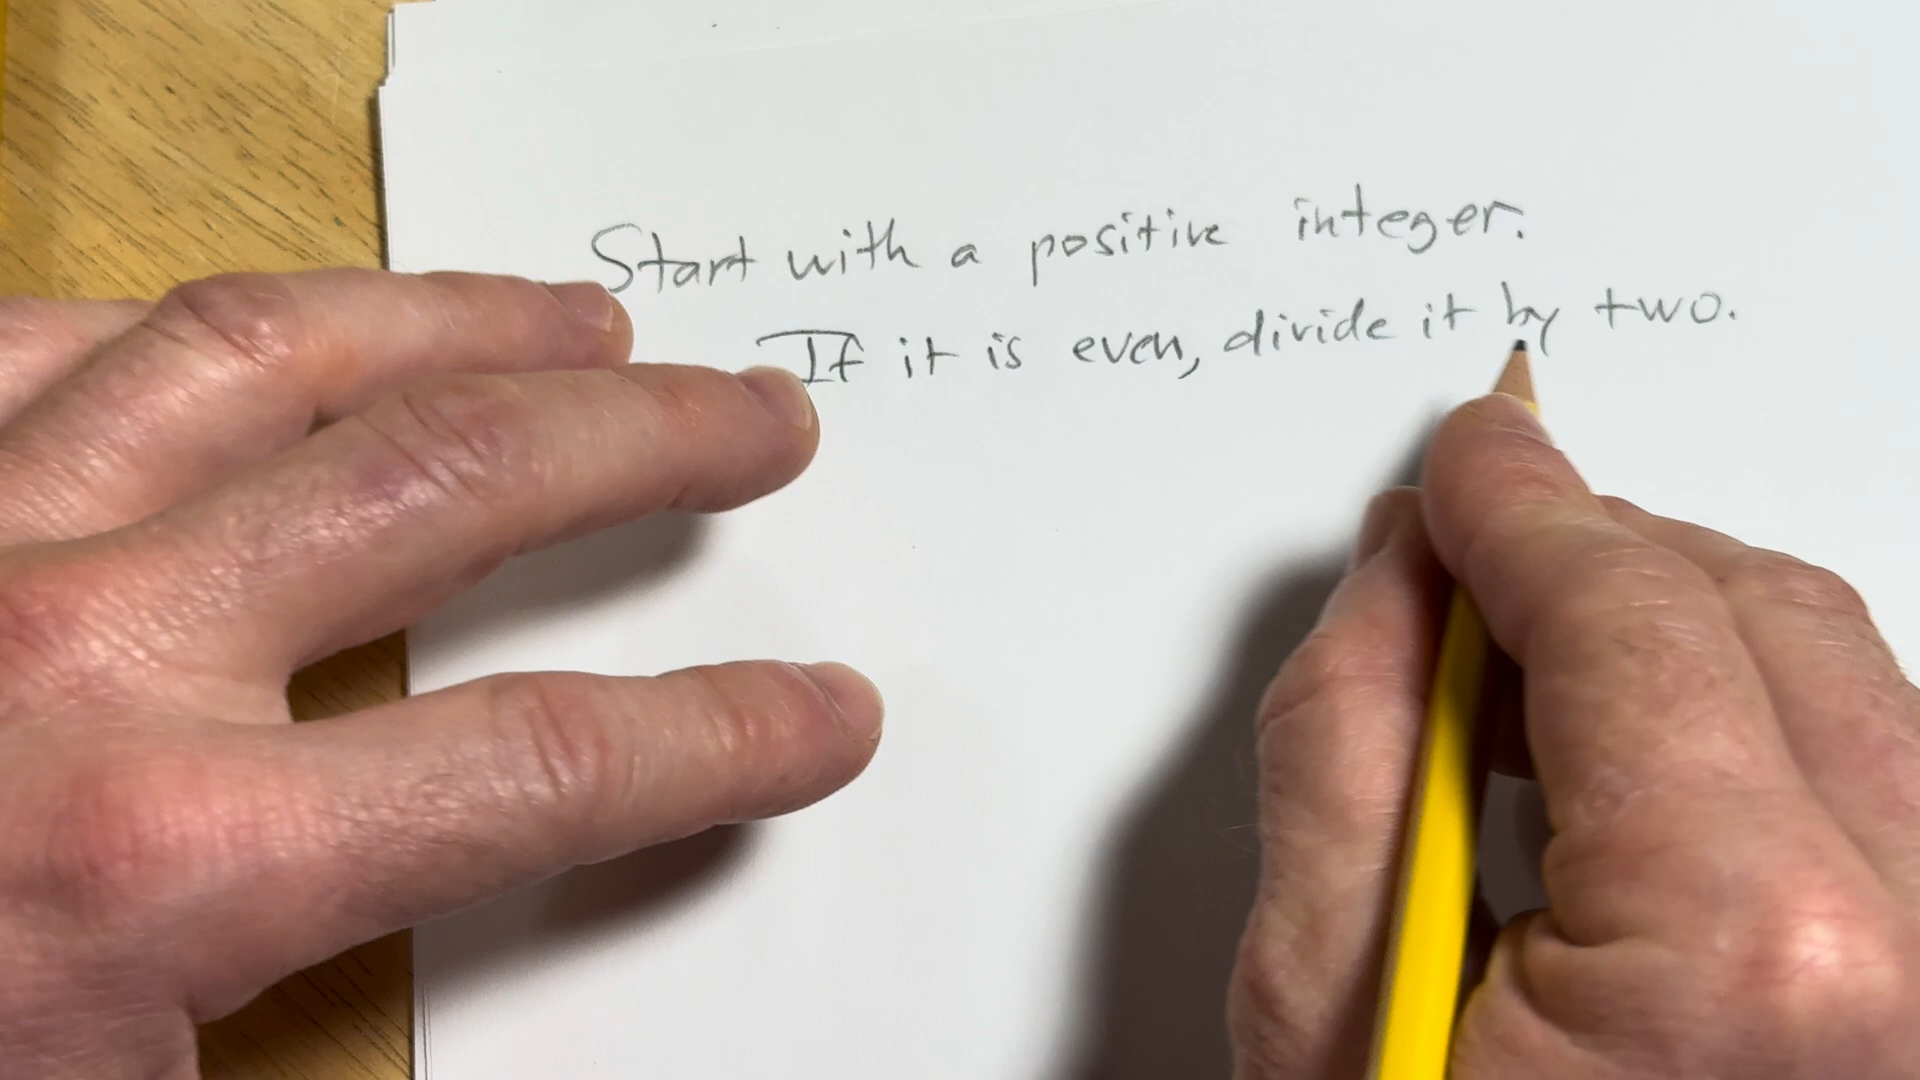 Start with a positive integer.
If it is even, divide it by two.